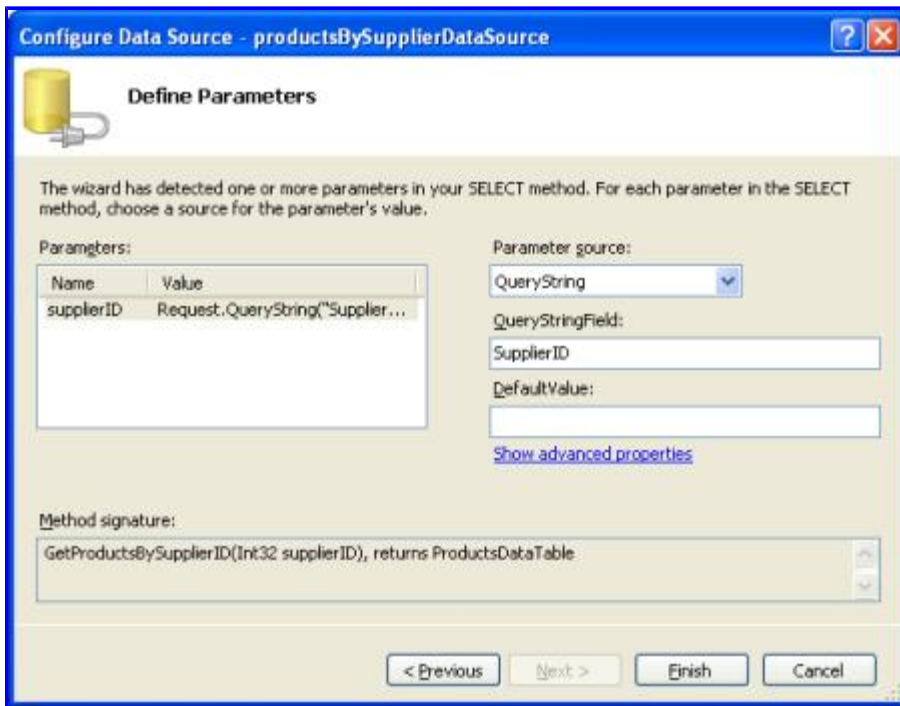 Configure Data Source - productsBySupplierDataSource
Define Parameters
The wizard has detected one or more parameters in your SELECT method. For each parameter in the SELECT
method, choose a source for the parameter's value.
Parameters:
Name Value
supplierID Request.QueryString("Supplier...
Parameter source:
QueryString
QueryStringField:
SupplierID
DefaultValue:
Show advanced properties
Method signature:
GetProductsBySupplierID(Int32 supplierID), returns ProductsDataTable
< Previous
Next >
Finish
Cancel